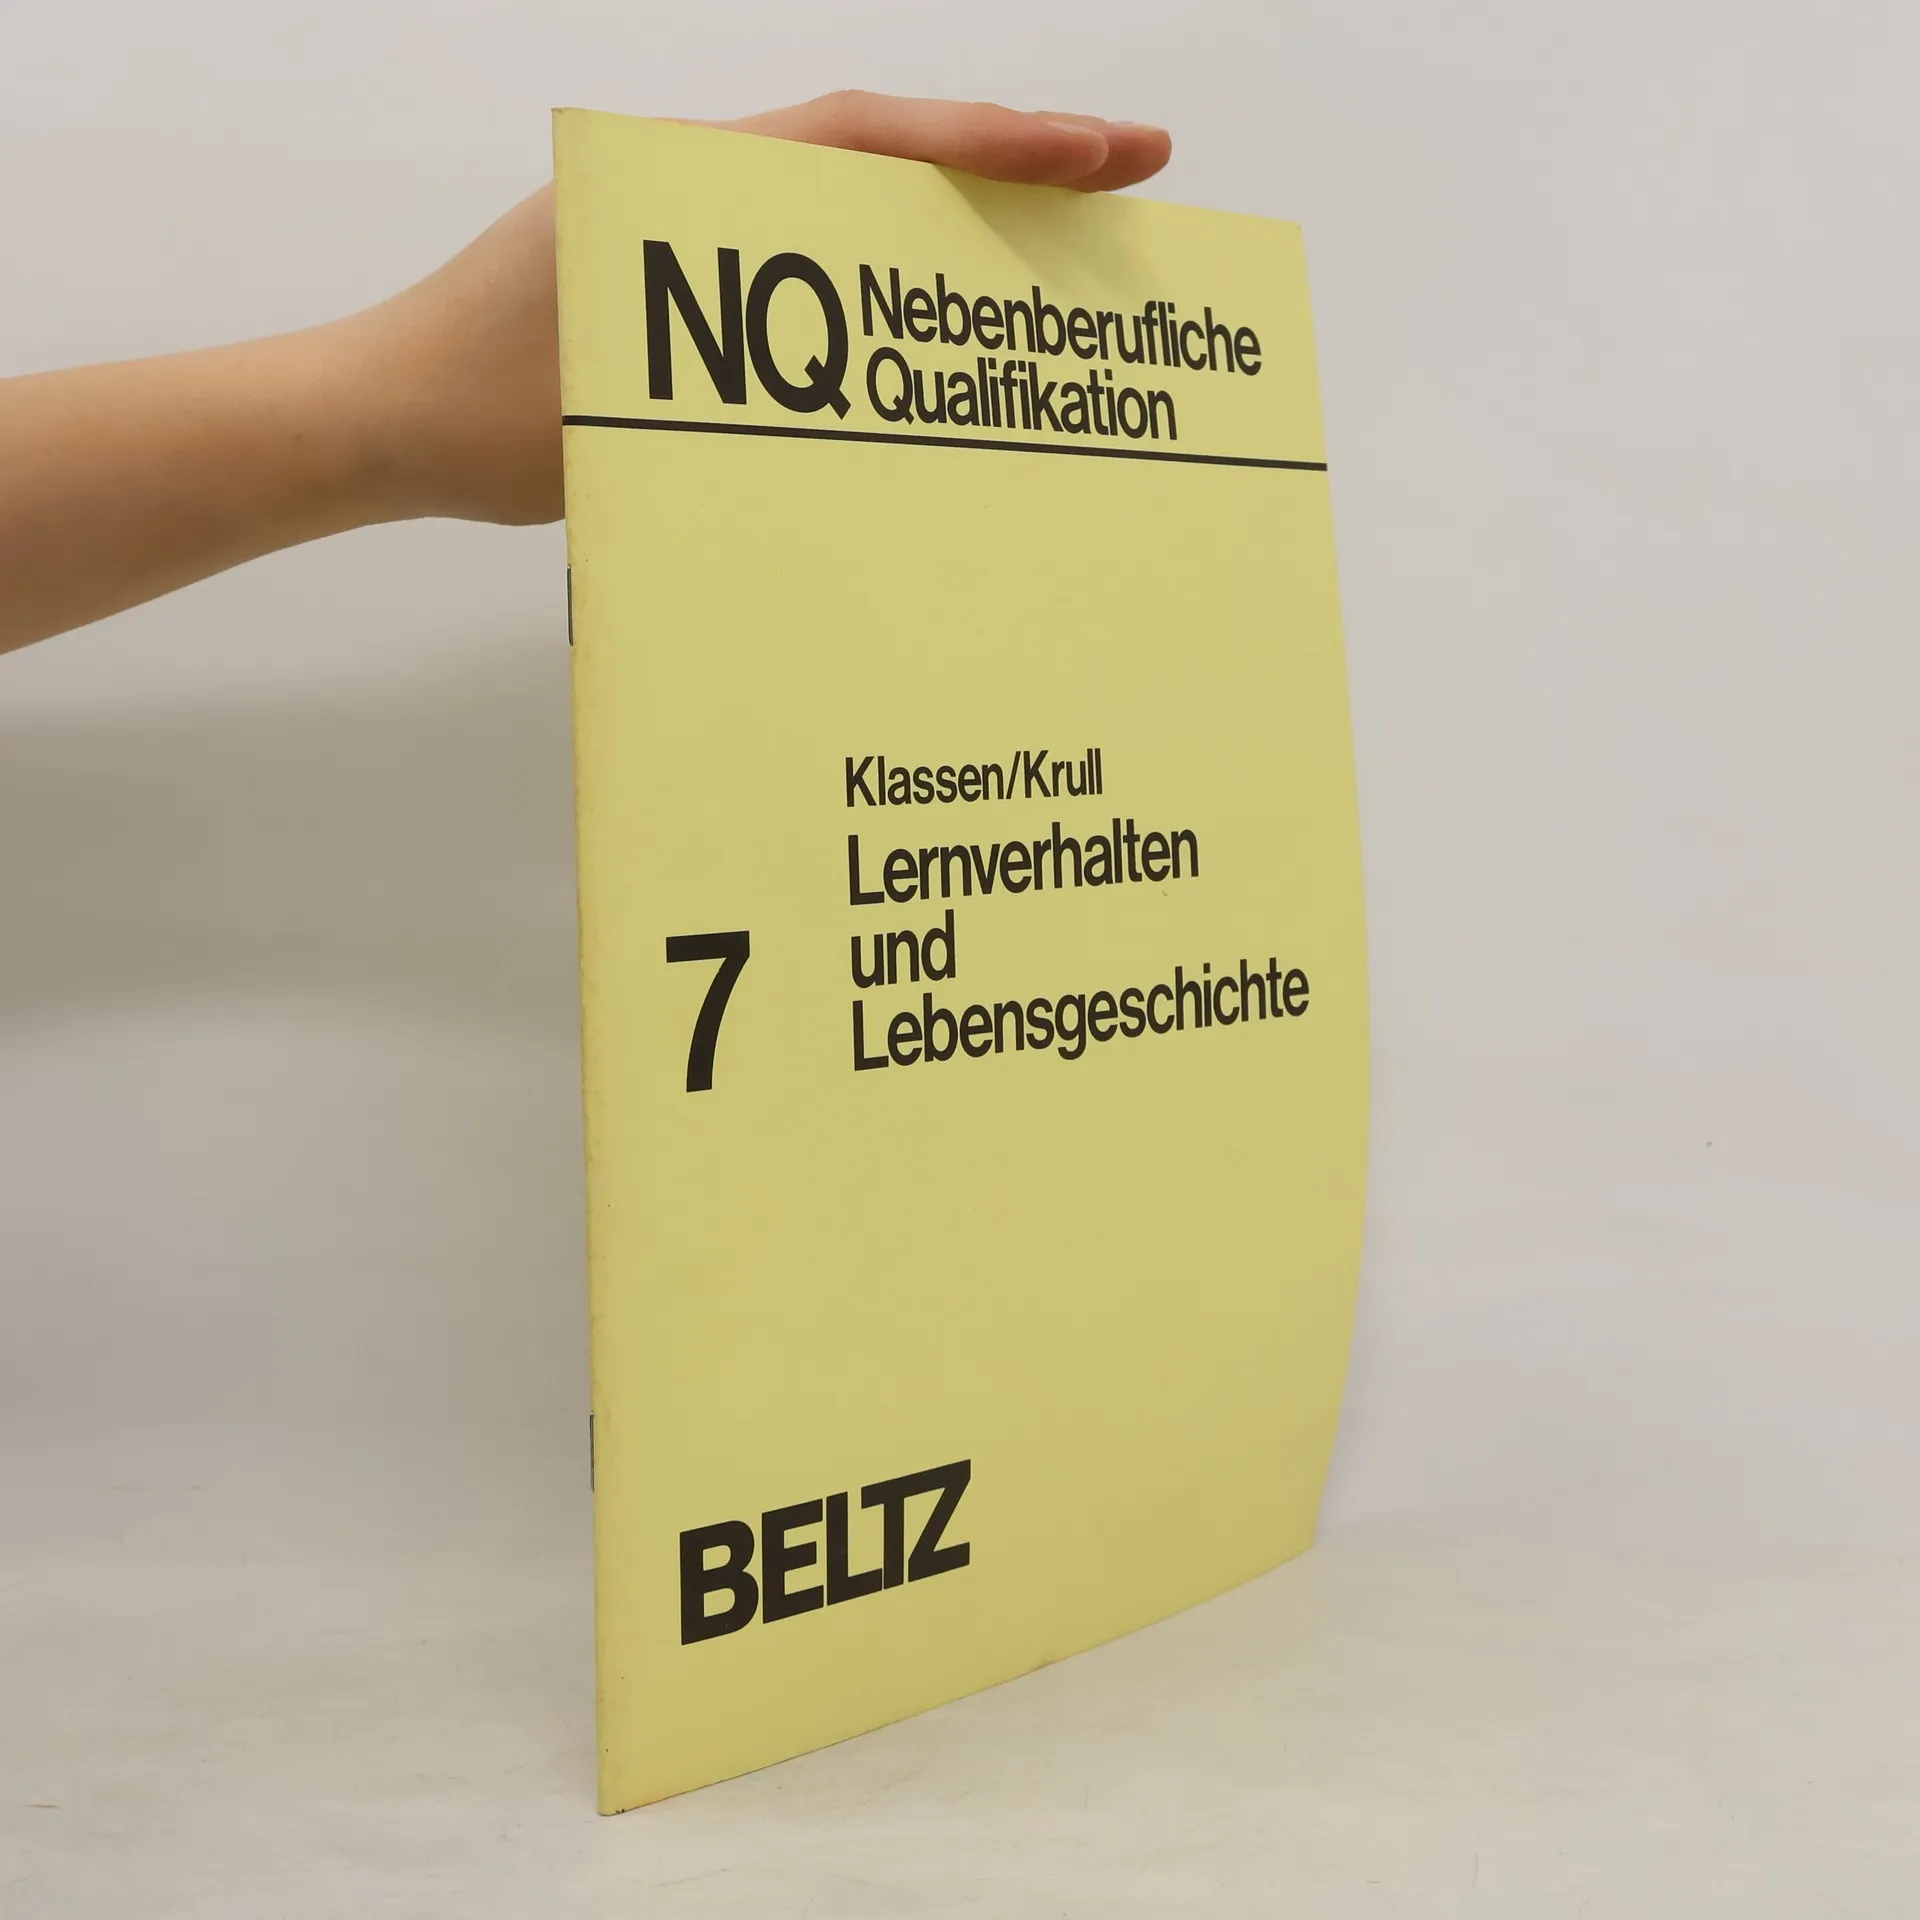 NQ Nebenberufliche
Qualifikation
Klassen/Krull
7 Lernverhalten
und
Lebensgeschichte
BELTZ